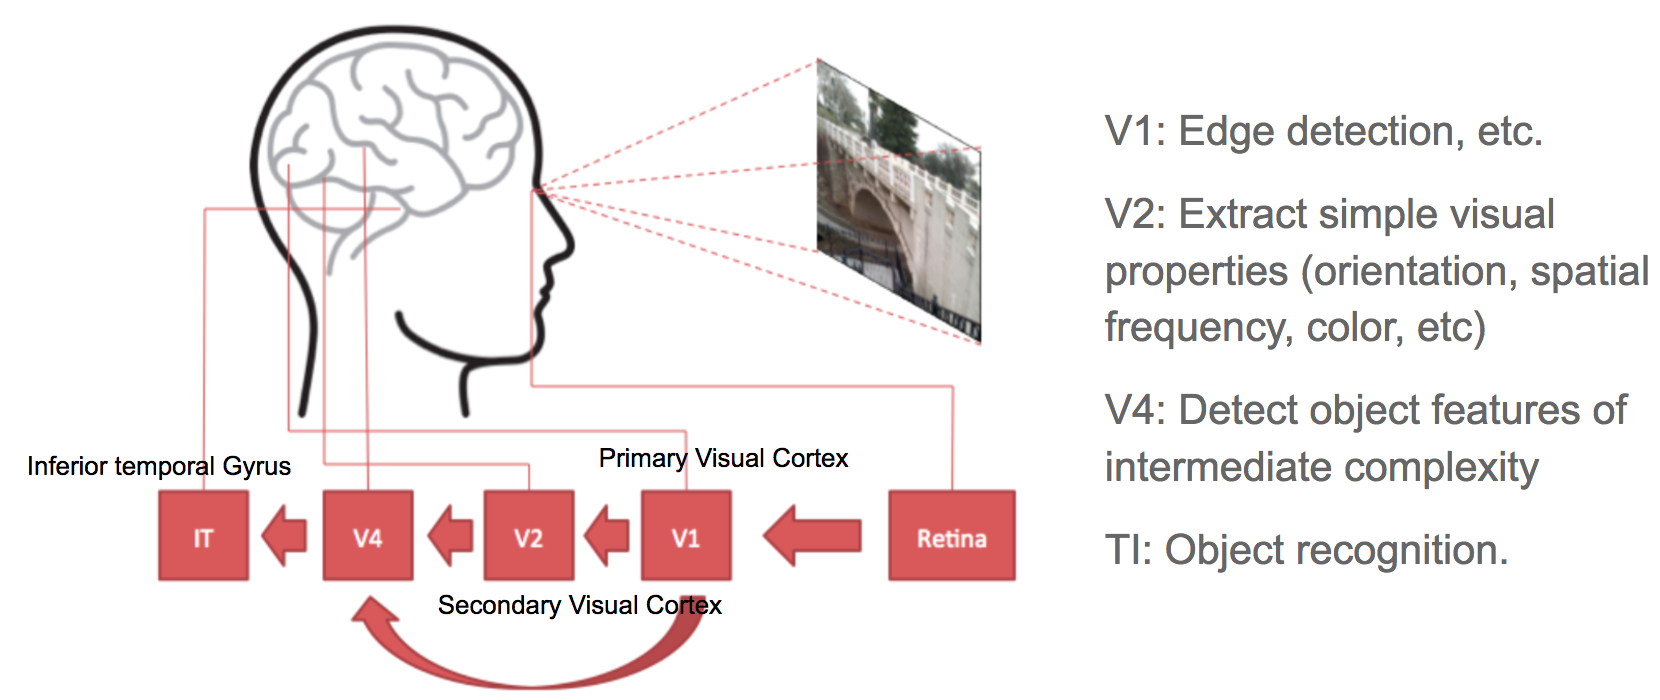 Inferior temporal Gyrus
Primary Visual Cortex
IT
V4
V2
V1
Retina
Secondary Visual Cortex
V1: Edge detection, etc.
V2: Extract simple visual
properties (orientation, spatial
frequency, color, etc)
V4: Detect object features of
intermediate complexity
TI: Object recognition.